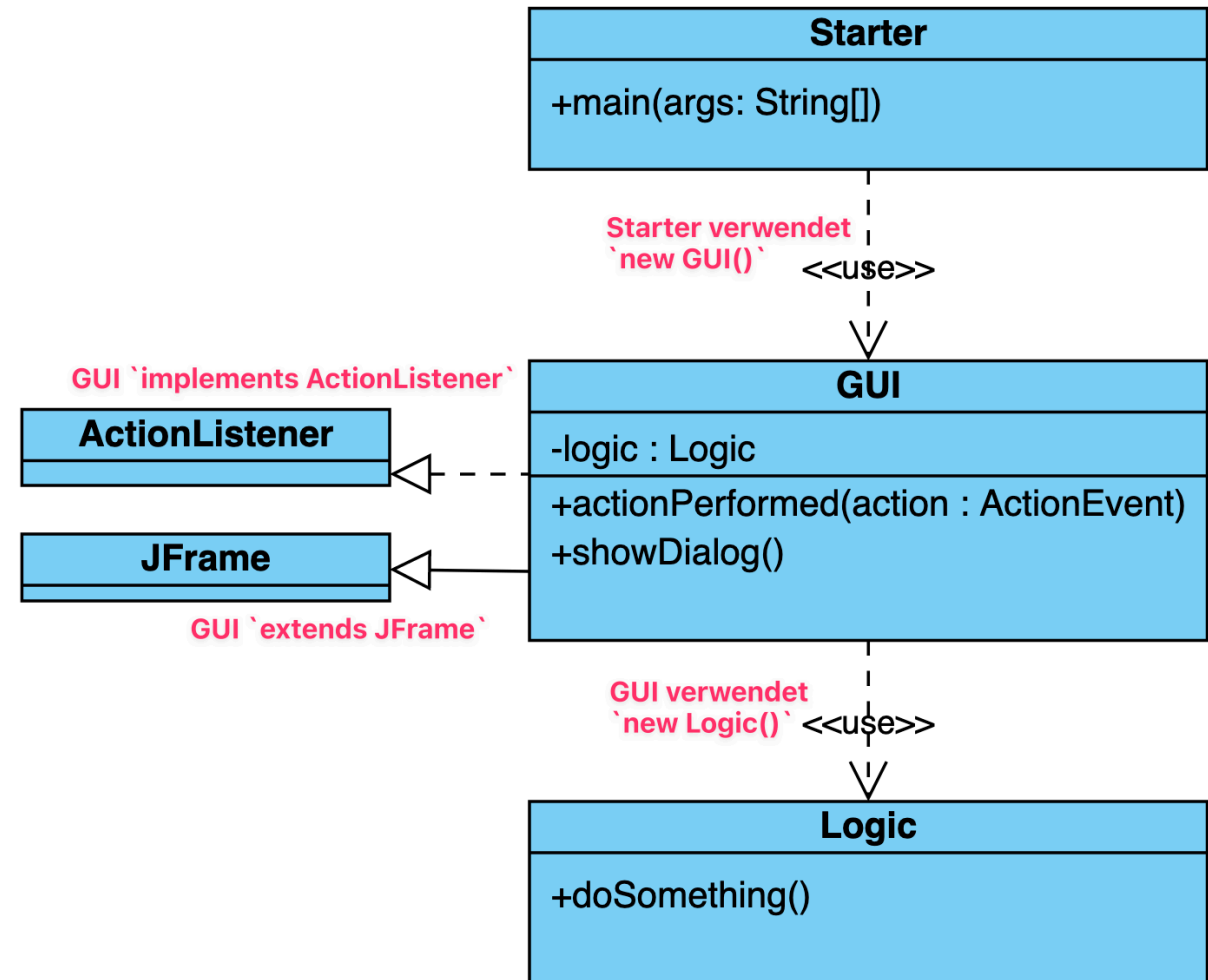 Starter
+main(args: String[])
Starter verwendet
`new GUI()`
<<use>>
GUI `implements ActionListener`
ActionListener
JFrame
GUI `extends JFrame`
GUI
-logic : Logic
+actionPerformed(action : ActionEvent)
+showDialog()
GUI verwendet
`new Logic()`
<<use>>
Logic
+doSomething()